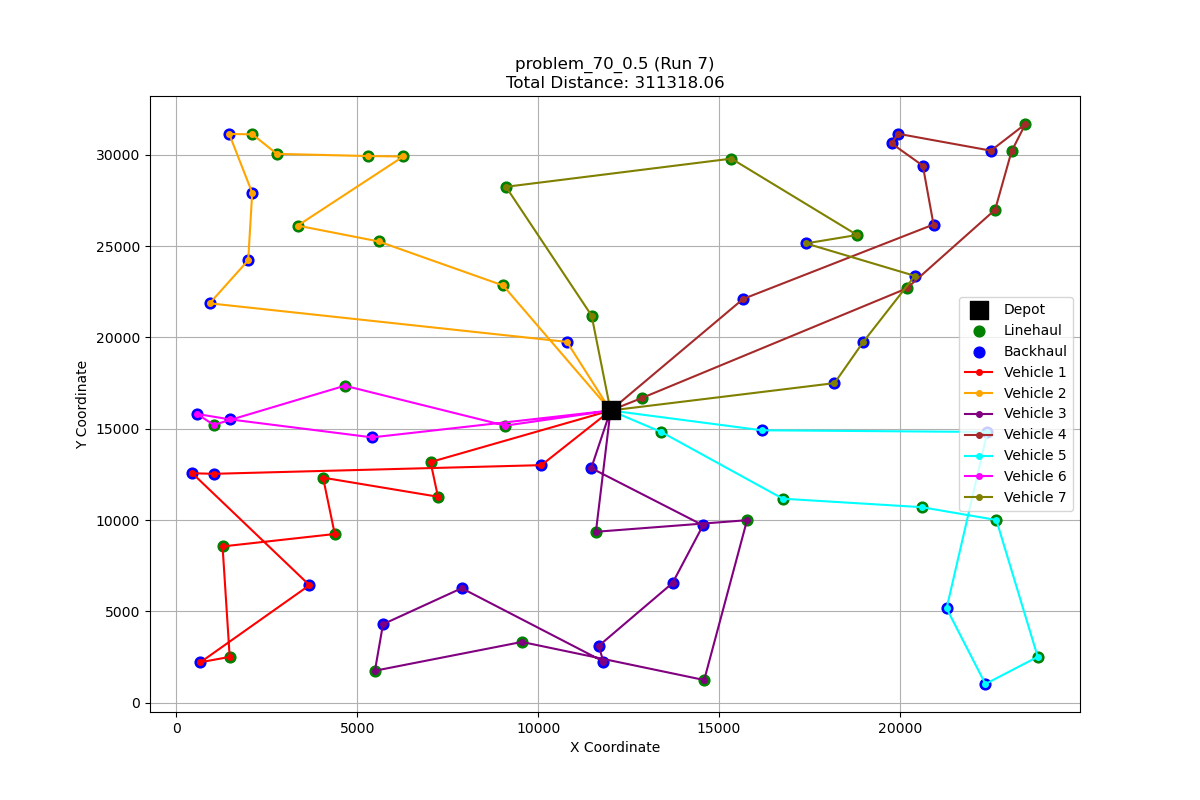 problem_70_0.5 (Run 7)
Total Distance: 311318.06
30000
25000
20000
15000
10000
5000
0
Y Coordinate
0
5000
10000
15000
20000
X Coordinate
Depot
Linehaul
Backhaul
Vehicle 1
Vehicle 2
Vehicle 3
Vehicle 4
Vehicle 5
Vehicle 6
Vehicle 7